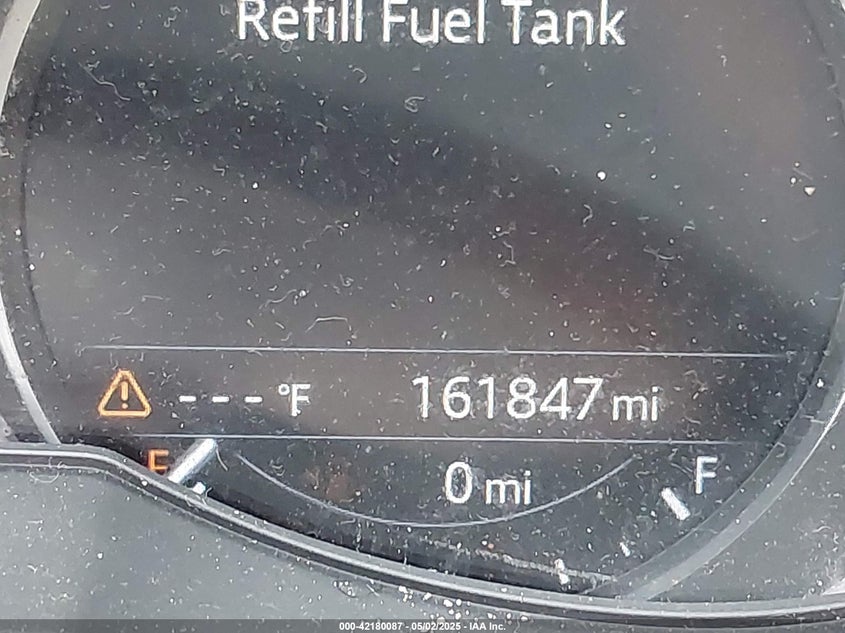 Refill Fuel Tank
--- °F 161847 mi
E 0 mi F
000-42180087 - 05/02/2025 - IAA Inc.